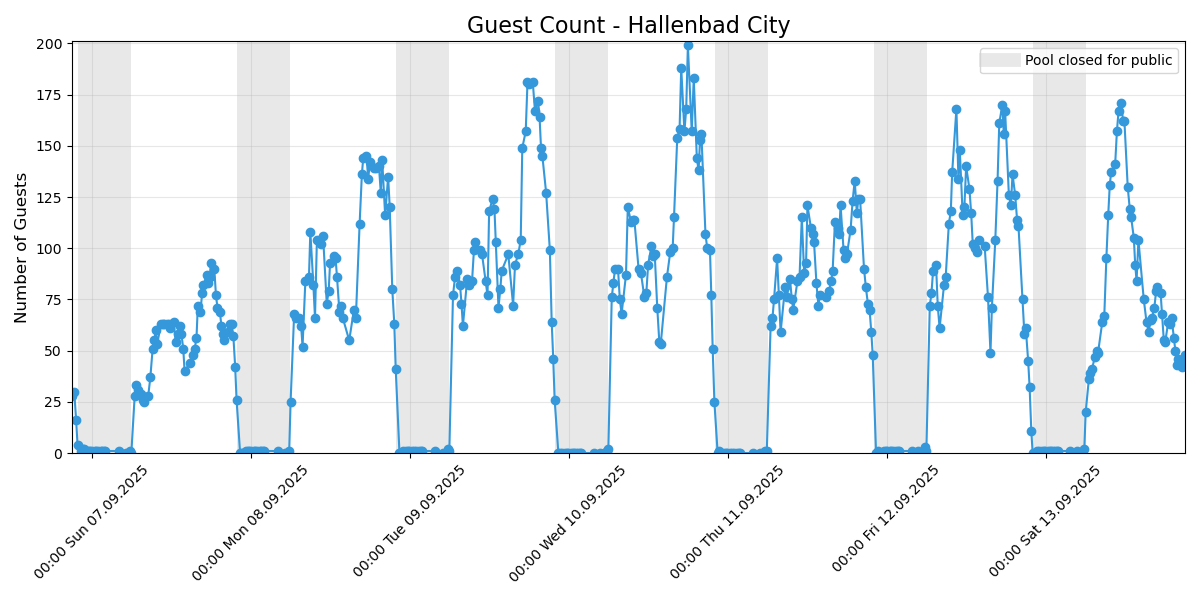 Guest Count - Hallenbad City
Pool closed for public
Number of Guests
200
175
150
125
100
75
50
25
0
00:00 Sun 07.09.2025
00:00 Mon 08.09.2025
00:00 Tue 09.09.2025
00:00 Wed 10.09.2025
00:00 Thu 11.09.2025
00:00 Fri 12.09.2025
00:00 Sat 13.09.2025